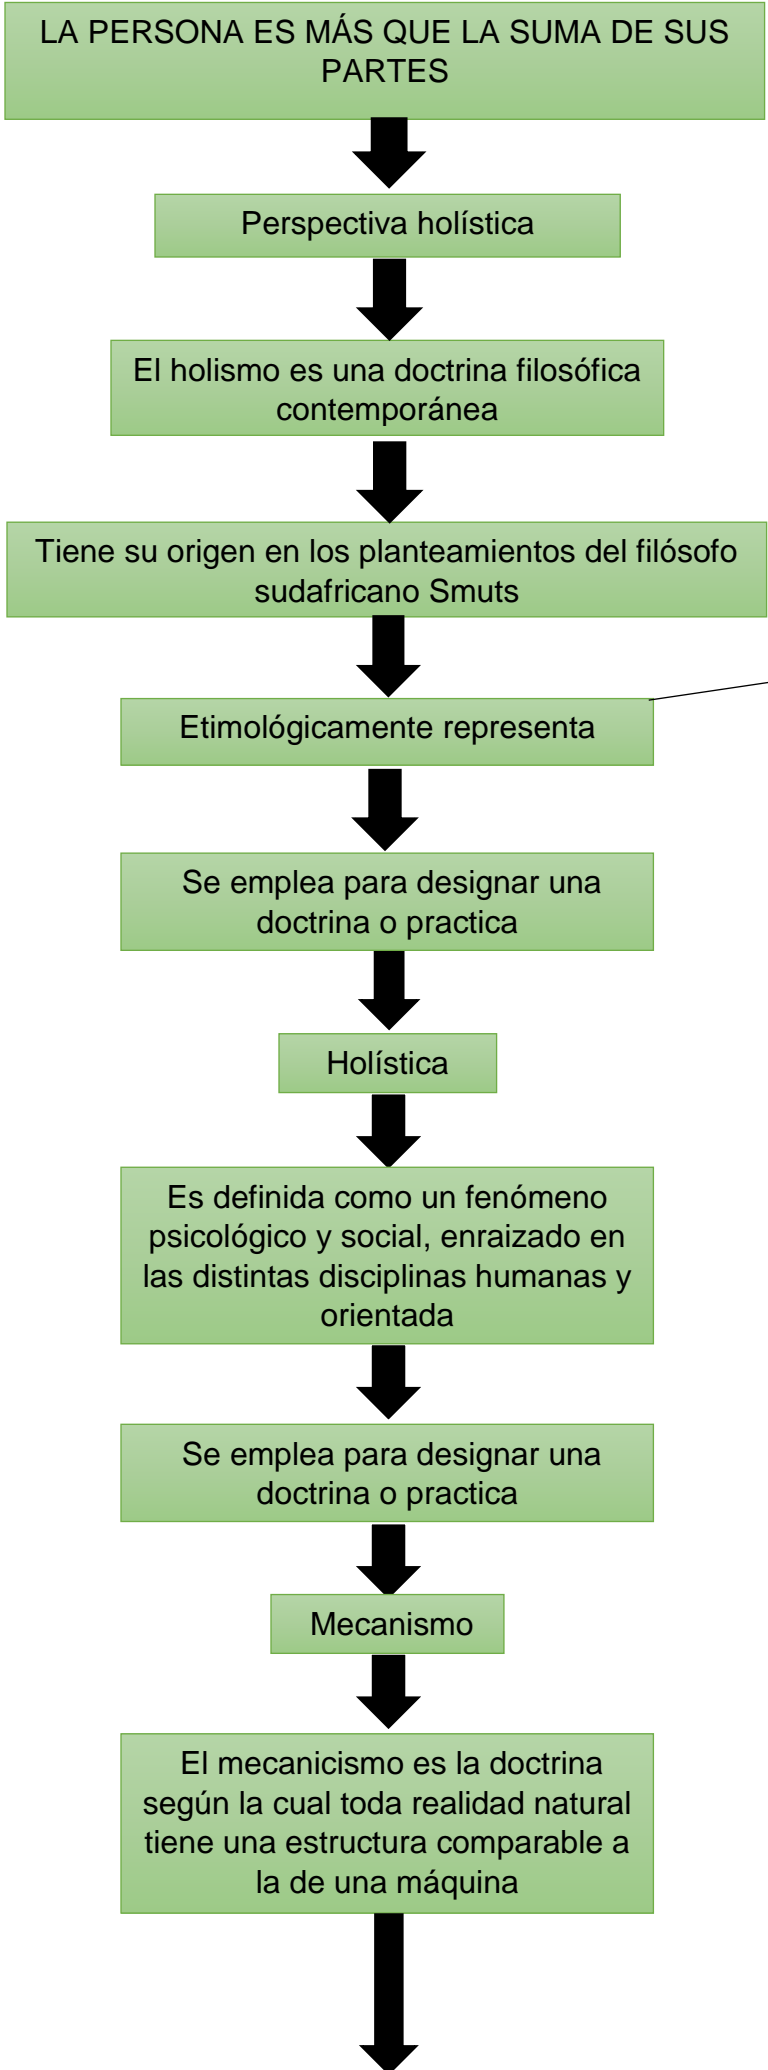 LA PERSONA ES MÁS QUE LA SUMA DE SUS
PARTES
Perspectiva holística
El holismo es una doctrina filosófica
contemporánea
Tiene su origen en los planteamientos del filósofo
sudafricano Smuts
Etimológicamente representa
Se emplea para designar una
doctrina o practica
Holística
Es definida como un fenómeno
psicológico y social, enraizado en
las distintas disciplinas humanas y
orientada
Se emplea para designar una
doctrina o practica
Mecanismo
El mecanicismo es la doctrina
según la cual toda realidad natural
tiene una estructura comparable a
la de una máquina